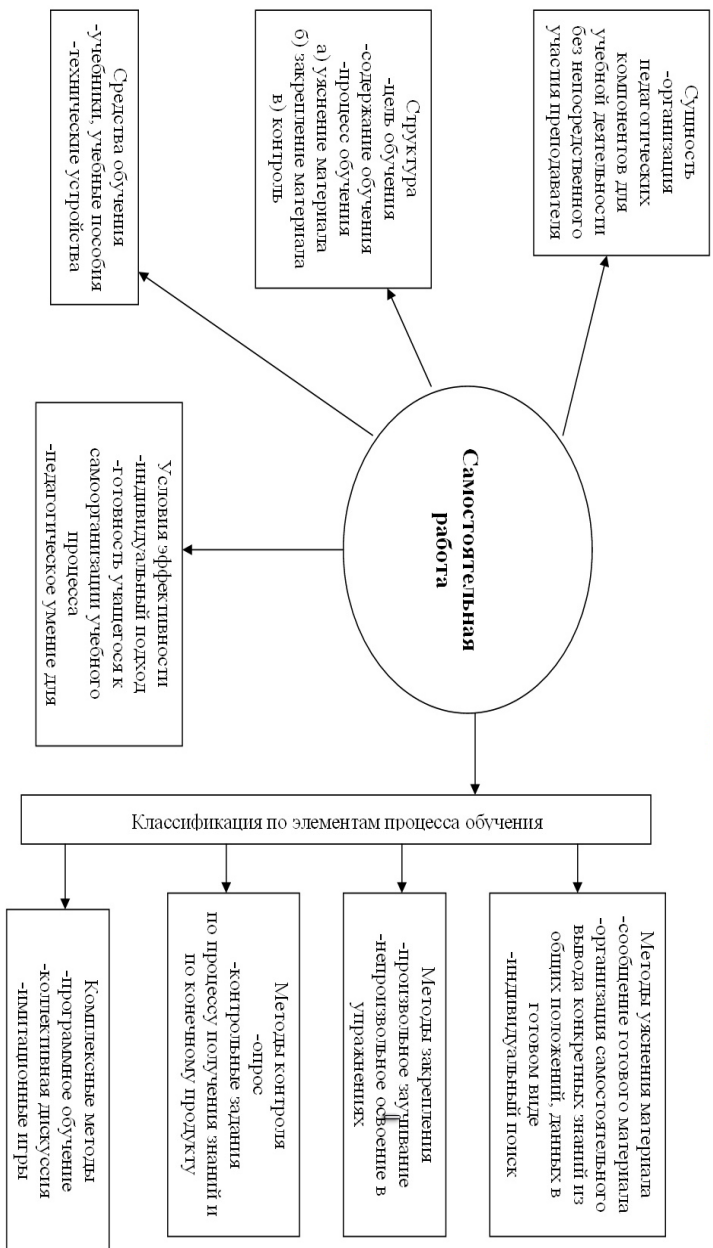 Самостоятельная
работа
Сущность
-организация
педагогических
компонентов для
учебной деятельности
без непосредственного
участия преподавателя
Структура
-цель обучения
-содержание обучения
-процесс обучения
а) уяснение материала
б) закрепление материала
в) контроль
Средства обучения
-учебники, учебные пособия
-технические устройства
Условия эффективности
-индивидуальный подход
-готовность учащегося к
самоорганизации учебного
процесса
-педагогическое умение для
Классификация по элементам процесса обучения
Методы уяснения материала
-сообщение готового материала
-организация самостоятельного
вывода конкретных знаний из
общих положений, данных в
готовом виде
-индивидуальный поиск
Методы закрепления
-произвольное заучивание
-непроизвольное освоение в
упражнениях
Методы контроля
-опрос
-контрольные задания
по процессу получения знаний и
по конечному продукту
Комплексные методы
-программное обучение
-коллективная дискуссия
-имитационные игры